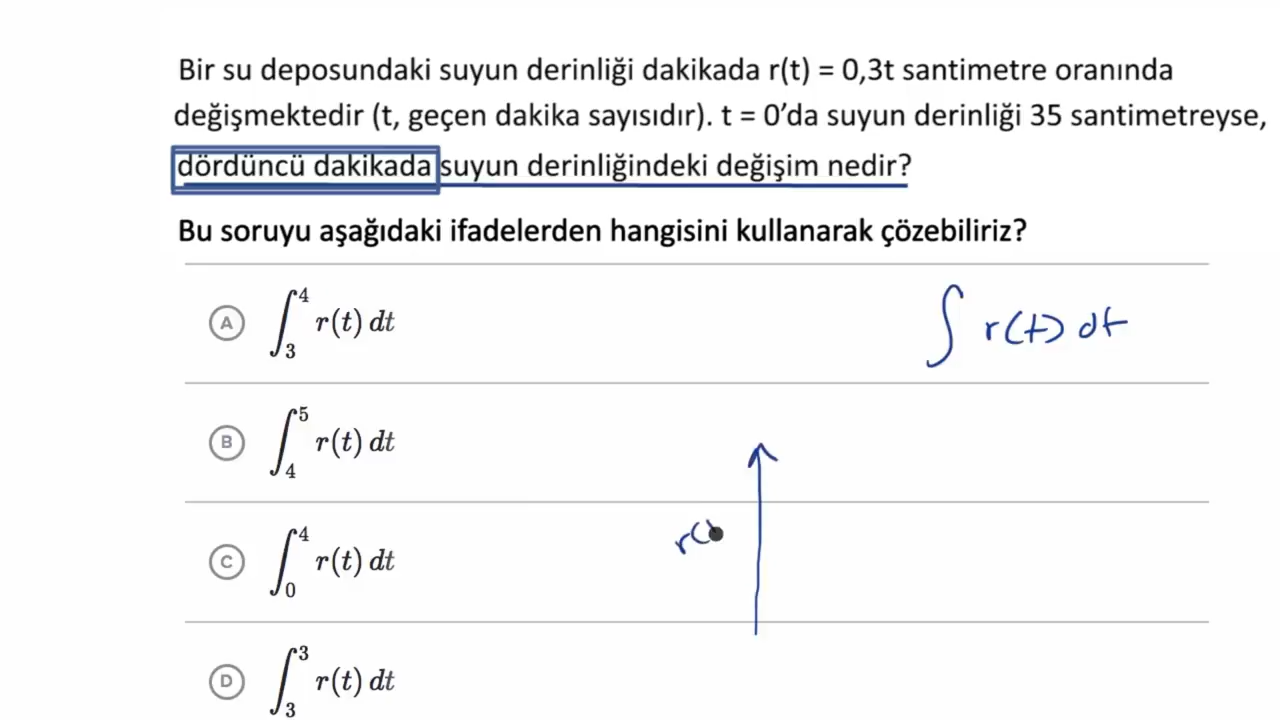 Bir su deposundaki suyun derinliği dakikada r(t) = 0,3t santimetre oranında
değişmektedir (t, geçen dakika sayısıdır). t = 0’da suyun derinliği 35 santimetreyse,
dördüncü dakikada suyun derinliğindeki değişim nedir?
Bu soruyu aşağıdaki ifadelerden hangisini kullanarak çözebiliriz?
A ∫₃⁴ r(t) dt
∫ r(t) dt
B ∫₄⁵ r(t) dt
C ∫₀⁴ r(t) dt
r(
D ∫₃³ r(t) dt